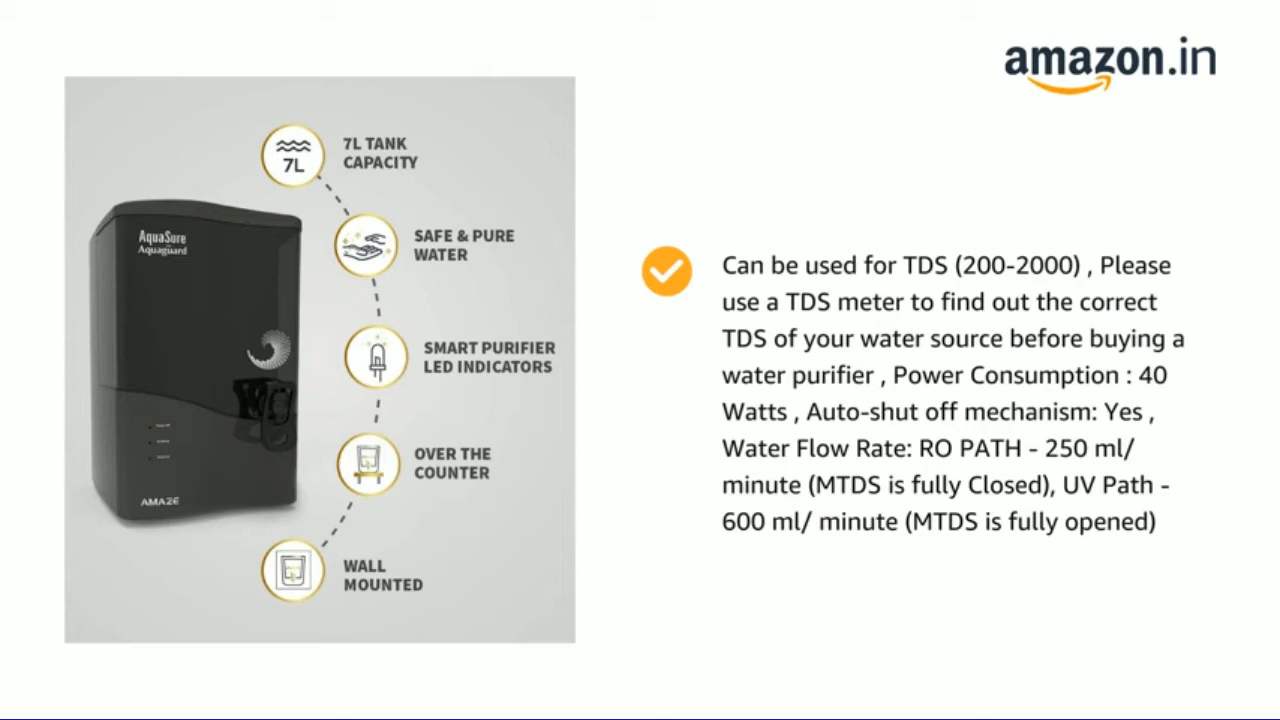 amazon.in
7L
7L TANK
CAPACITY
SAFE & PURE
WATER
SMART PURIFIER
LED INDICATORS
OVER THE
COUNTER
WALL
MOUNTED
AquaSure
Aquaguard
AMAZE
Can be used for TDS (200-2000) , Please
use a TDS meter to find out the correct
TDS of your water source before buying a
water purifier , Power Consumption : 40
Watts , Auto-shut off mechanism: Yes ,
Water Flow Rate: RO PATH - 250 ml/
minute (MTDS is fully Closed), UV Path -
600 ml/ minute (MTDS is fully opened)